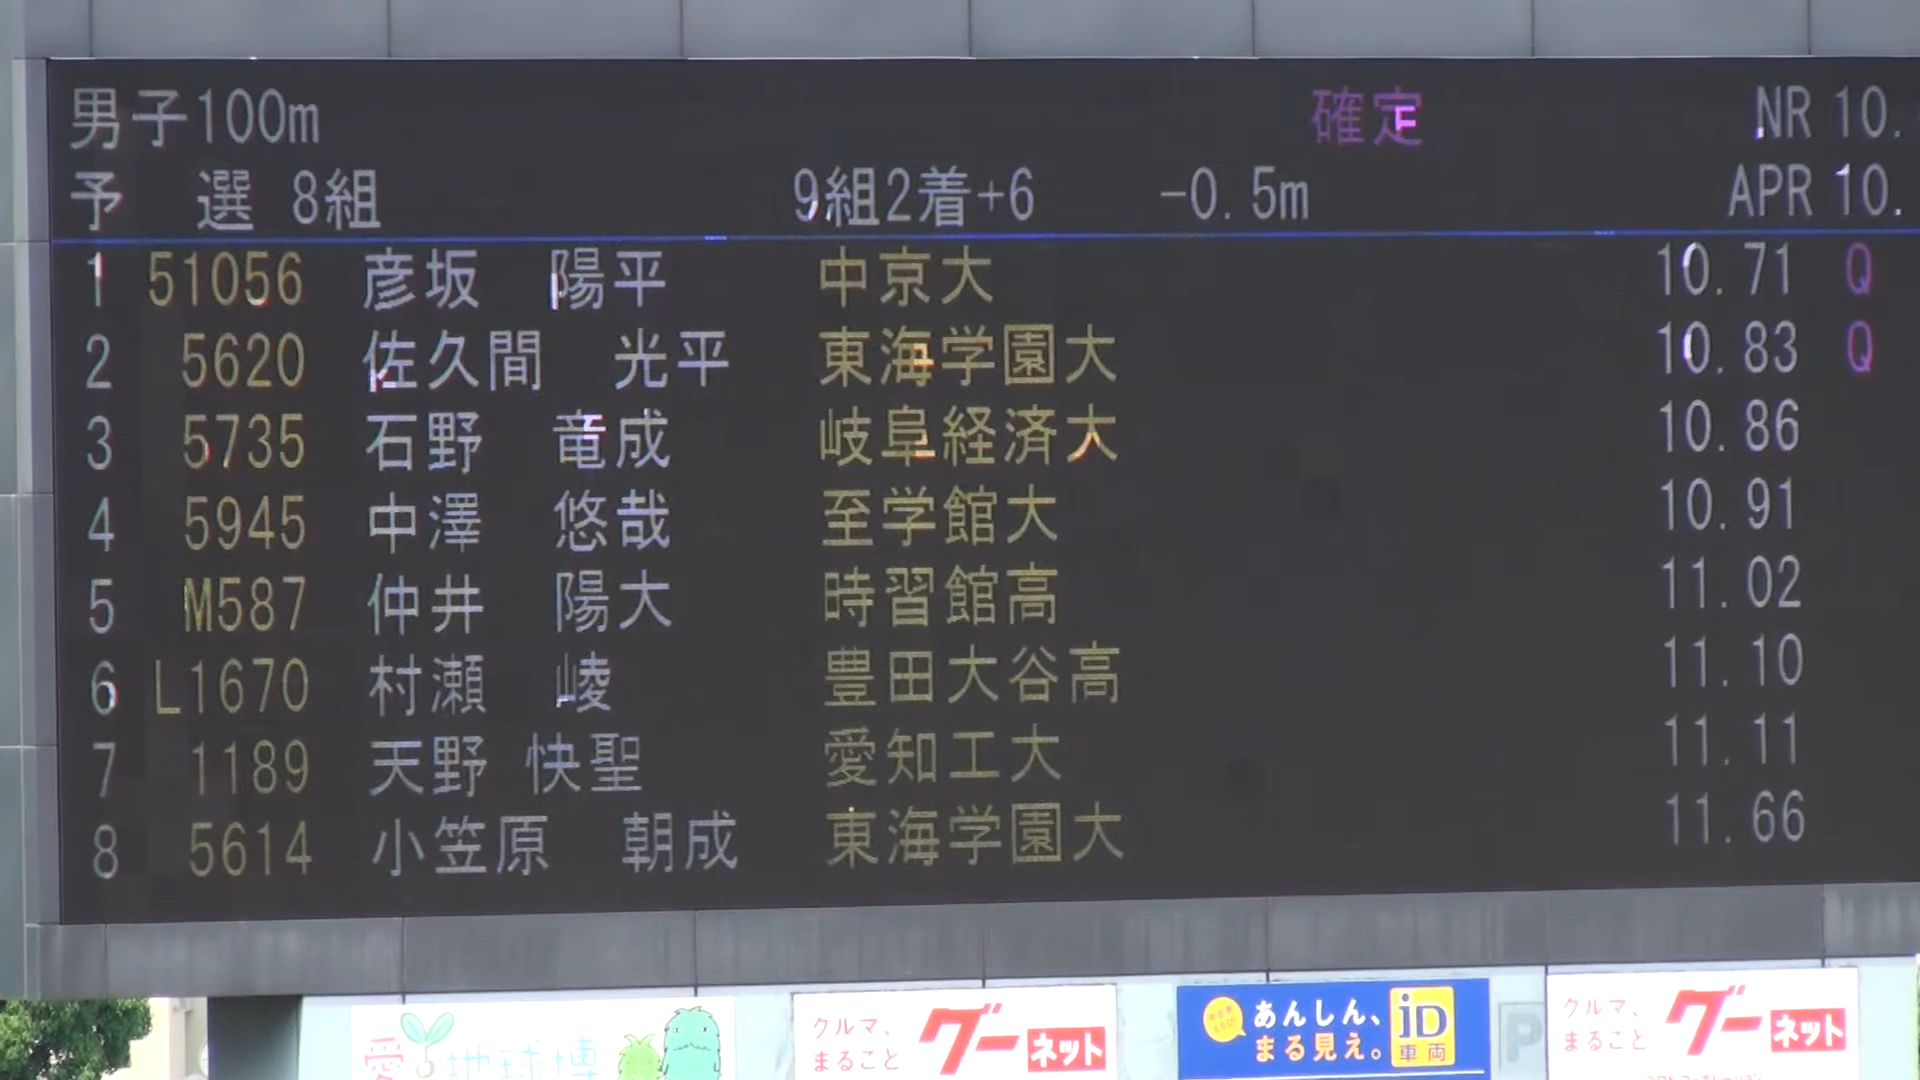 男子100m 確定 NR 10.
予 選 8組 9組2着+6 -0.5m APR 10.
1 51056 彦坂 陽平 中京大 10.71 Q
2 5620 佐久間 光平 東海学園大 10.83 Q
3 5735 石野 竜成 岐阜経済大 10.86
4 5945 中澤 悠哉 至学館大 10.91
5 M587 仲井 陽大 時習館高 11.02
6 L1670 村瀬 崚 豊田大谷高 11.10
7 1189 天野 快聖 愛知工大 11.11
8 5614 小笠原 朝成 東海学園大 11.66
愛・地球博
クルマ、
まるごと
グーネット
あんしん、
まる見え。
iD
車両
P
クルマ、
まるごと
グーネット